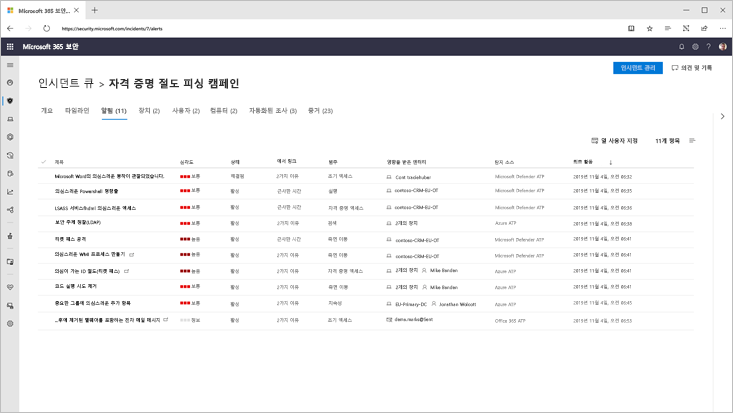 Microsoft 365 보안...
https://security.microsoft.com/incidents/7/alerts
Microsoft 365 보안
인시던트 관리 의견 및 기록
인시던트 큐 > 자격 증명 절도 피싱 캠페인
개요 타임라인 알림 (11) 장치 (2) 사용자 (2) 컴퓨터 (2) 자동화된 조사 (3) 증거 (23)
열 사용자 지정 11개 항목
제목 심각도 상태 범주 영향을 받은 엔터티 탐지 소스 최초 활동
Microsoft Word의 의심스러운 동작이 관찰되었습니다. 보통 해결됨 2가지 이유 초기 액세스 Cont Microsoft Defender ATP 2019년 11월 4일, 오전 06:32
의심스러운 Powershell 명령줄 보통 활성 근사한 시간 실행 contoso-CRM-EU-OT Microsoft Defender ATP 2019년 11월 4일, 오전 06:35
LSASS 서비스 의심스러운 액세스 보통 활성 근사한 시간 자격 증명 액세스 contoso-CRM-EU-OT Microsoft Defender ATP 2019년 11월 4일, 오전 06:38
보안 주체 정찰(LDAP) 보통 활성 2가지 이유 검색 2개의 장치 Azure ATP 2019년 11월 4일, 오전 06:38
티켓 패스 공격 높음 활성 근사한 시간 측면 이동 contoso-CRM-EU-OT Microsoft Defender ATP 2019년 11월 4일, 오전 06:41
의심스러운 WMI 프로세스 만들기 높음 활성 2가지 이유 측면 이동 contoso-CRM-EU-OT Microsoft Defender ATP 2019년 11월 4일, 오전 06:41
의심이 가는 ID 절도(티켓 패스) 높음 활성 2가지 이유 자격 증명 액세스 2개의 장치 Mike Barden Azure ATP 2019년 11월 4일, 오전 06:41
코드 실행 시도 제거 보통 활성 2가지 이유 측면 이동 2개의 장치 Mike Barden Azure ATP 2019년 11월 4일, 오전 06:41
중요한 그룹에 의심스러운 추가 항목 보통 활성 2가지 이유 지속성 EU-Primary-DC Jonathan Wolcott Azure ATP 2019년 11월 4일, 오전 06:43
...후에 제거된 맬웨어를 포함하는 전자 메일 메시지 정보 활성 2가지 이유 초기 액세스 Office 365 ATP 2019년 11월 4일, 오전 06:53